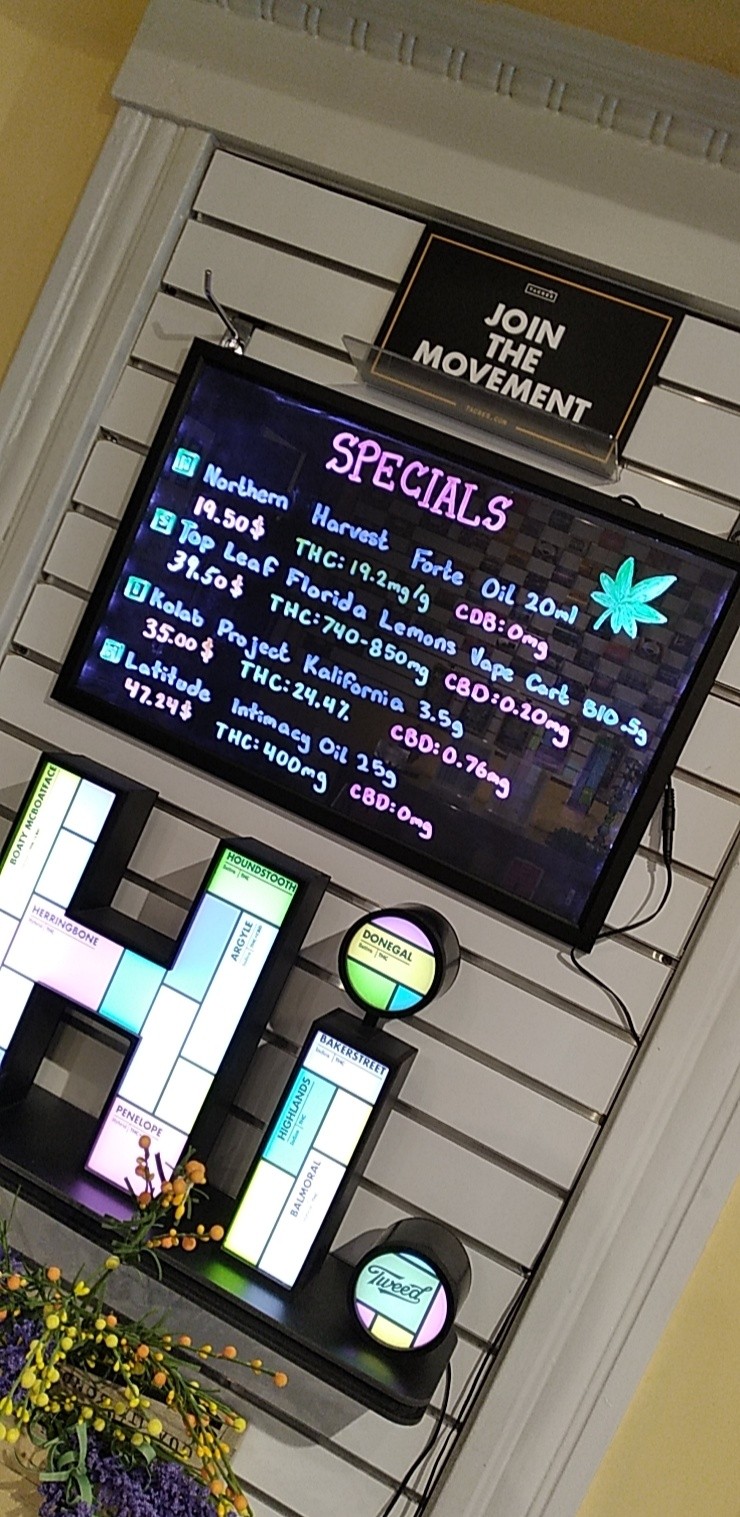 JOIN
THE
MOVEMENT
SPECIALS
H Northern Harvest Forte Oil 20ml
19.50$ THC: 19.2mg/g CDB: 0mg
S Top Leaf Florida Lemons Vape Cart 510 .5g
39.50$ THC: 740-850mg CBD: 0.20mg
Kolab Project Kalifornia 3.5g
35.00$ THC: 24.4% CBD: 0.76mg
Latitude Intimacy Oil 25g
47.24$ THC: 400mg CBD: 0mg
BOATY MCBOATFACE
HERRINGBONE
HOUNDSTOOTH
ARGYLE
PENELOPE
DONEGAL
BAKERSTREET
HIGHLANDS
BALMORAL
Tweed